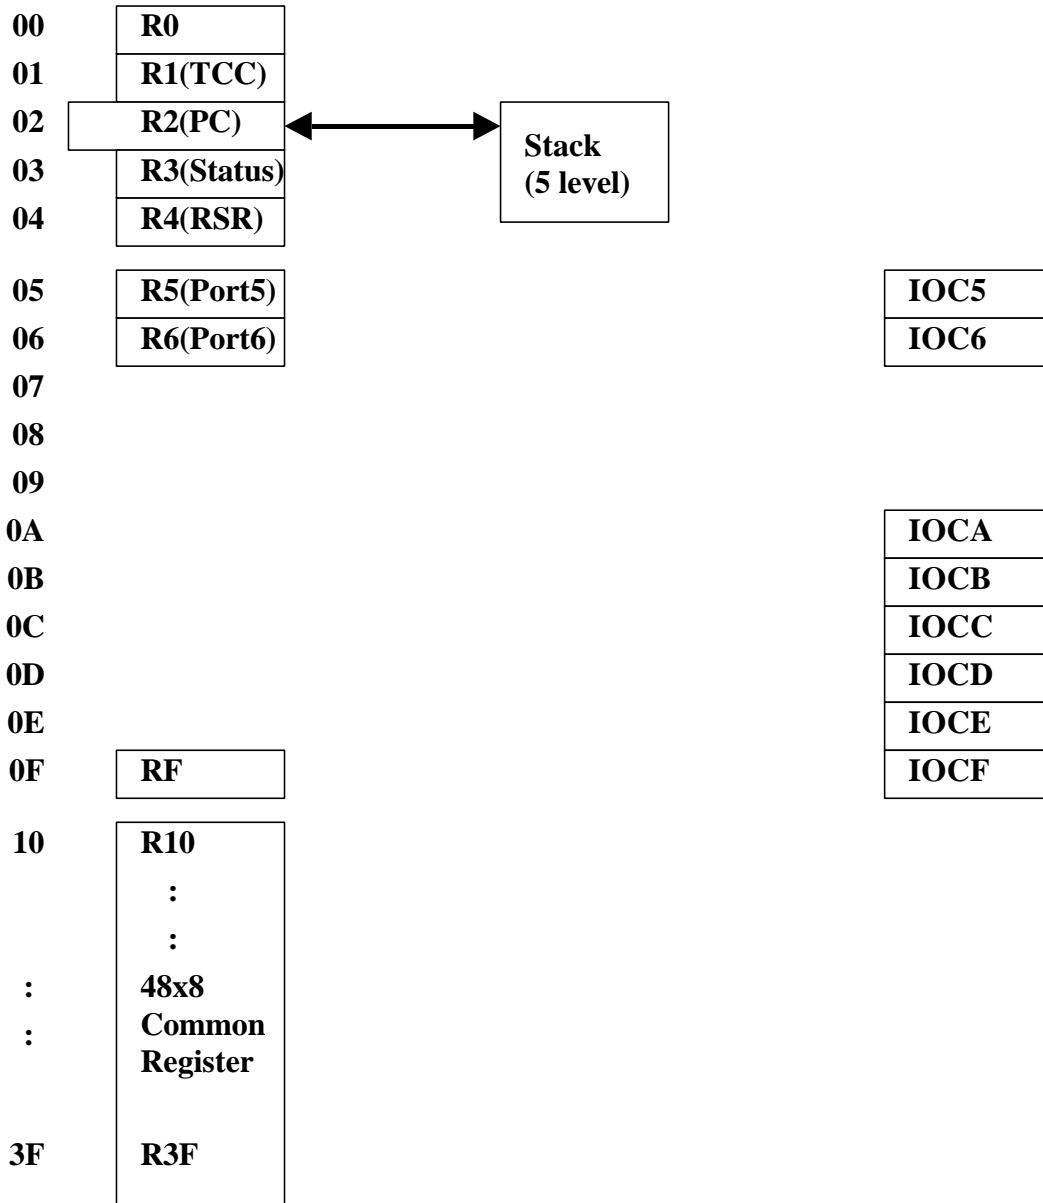 00 R0
01 R1(TCC)
02 R2(PC)
Stack
(5 level)
03 R3(Status)
04 R4(RSR)
05 R5(Port5) IOC5
06 R6(Port6) IOC6
07
08
09
0A IOCA
0B IOCB
0C IOCC
0D IOCD
0E IOCE
0F RF IOCF
10 R10
:
:
: 48x8
: Common
Register
3F R3F